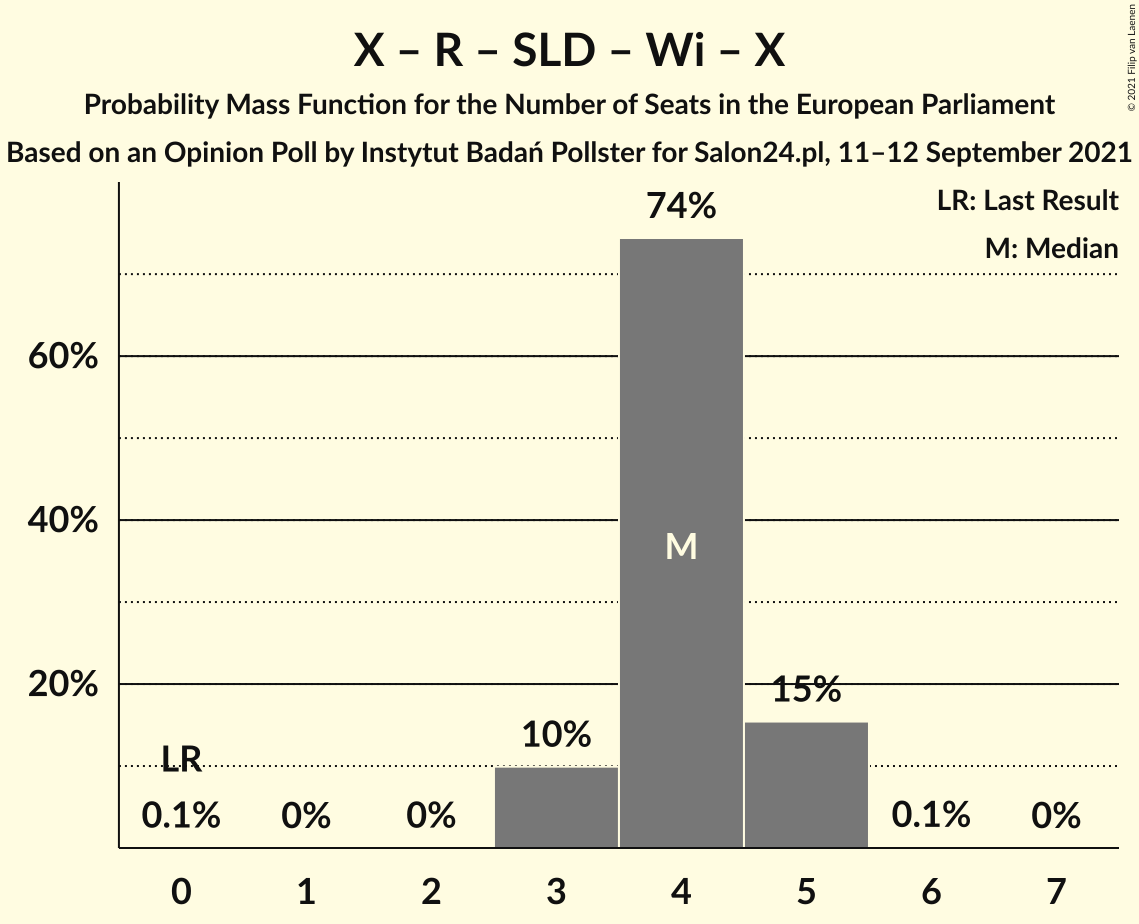 X – R – SLD – Wi – X
Probability Mass Function for the Number of Seats in the European Parliament
Based on an Opinion Poll by Instytut Badań Pollster for Salon24.pl, 11–12 September 2021
© 2021 Filip van Laenen
LR: Last Result
M: Median
74%
60%
40%
M
20%
15%
10%
LR
0.1%
0%
0%
0.1%
0%
0
1
2
3
4
5
6
7